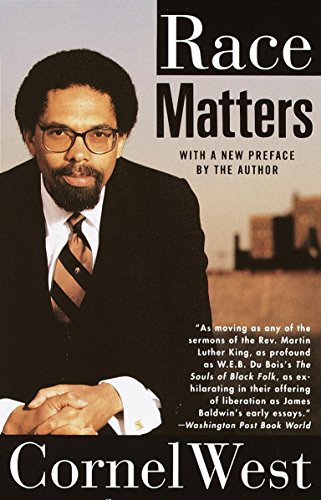 Race
Matters
WITH A NEW PREFACE
BY THE AUTHOR
"As moving as any of the
sermons of the Rev. Martin
Luther King, as profound
as W.E.B. Du Bois's The
Souls of Black Folk, as ex-
hilarating in their offering
of liberation as James
Baldwin's early essays."
—Washington Post Book World
Cornel West